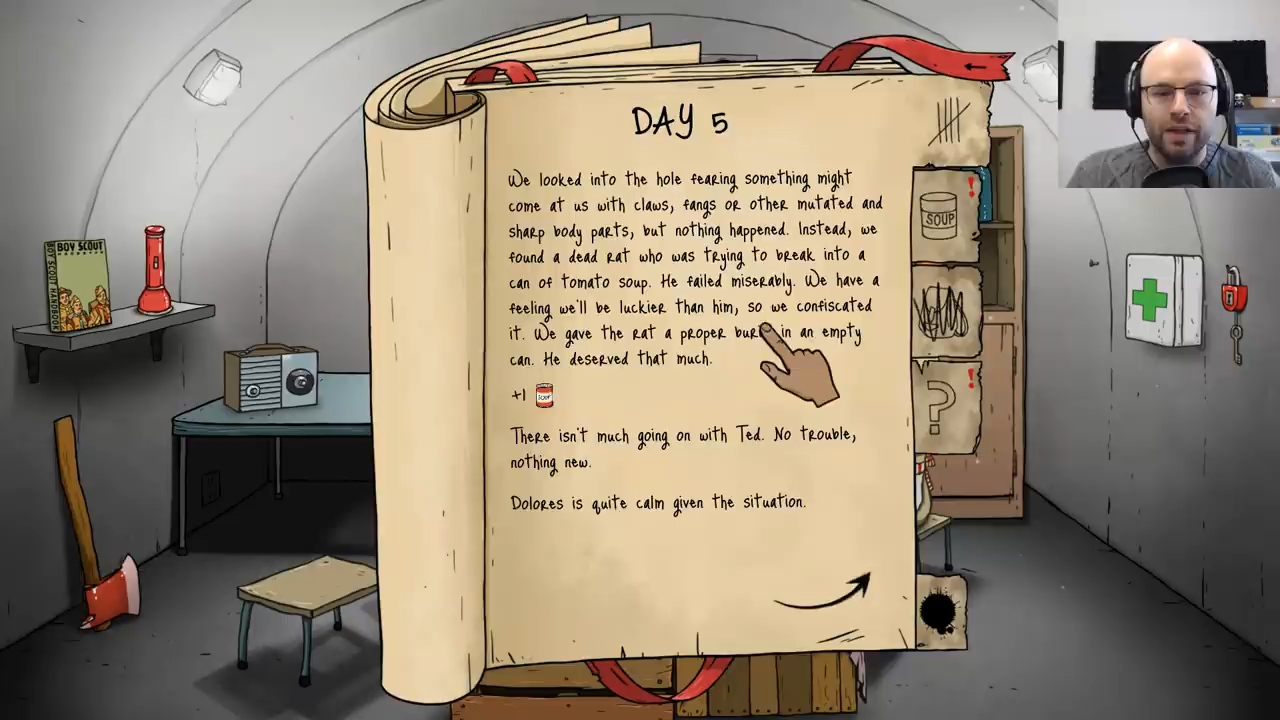 DAY 5
We looked into the hole fearing something might
come at us with claws, fangs or other mutated and
sharp body parts, but nothing happened. Instead, we
found a dead rat who was trying to break into a
can of tomato soup. He failed miserably. We have a
feeling we'll be luckier than him, so we confiscated
it. We gave the rat a proper in an empty
can. He deserved that much.
+1 SOUP
There isn't much going on with Ted. No trouble,
nothing new.
Dolores is quite calm given the situation.
SOUP
!
?
!
BOY SCOUT
BOY SCOUT HANDBOOK